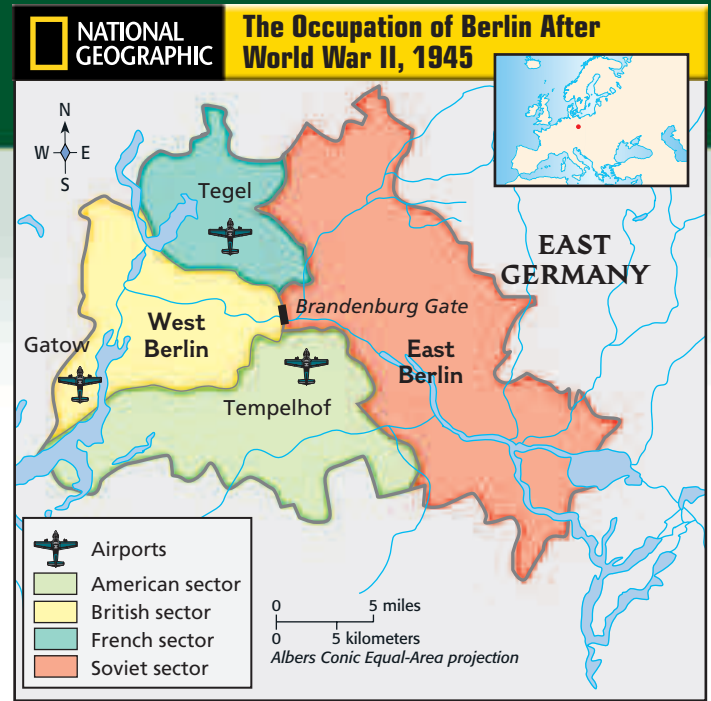 NATIONAL
GEOGRAPHIC
The Occupation of Berlin After
World War II, 1945
N
W E
S
Tegel
EAST
GERMANY
Brandenburg Gate
West
Berlin
Gatow
East
Berlin
Tempelhof
Airports
American sector
British sector
French sector
Soviet sector
0 5 miles
0 5 kilometers
Albers Conic Equal-Area projection